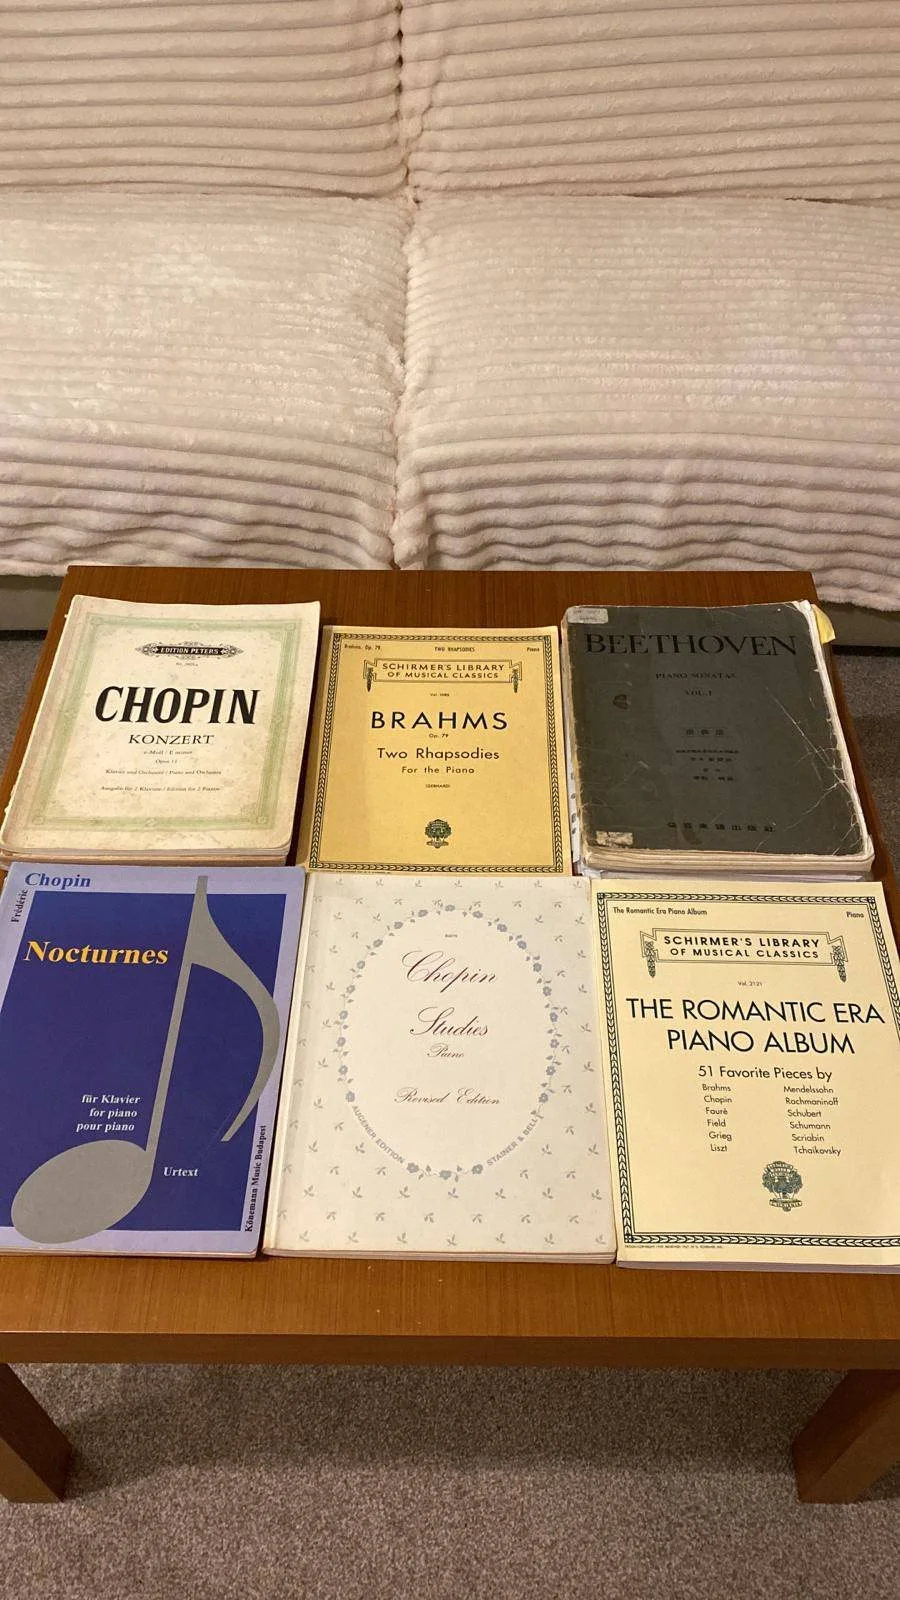 EDITION PETERS
CHOPIN
KONZERT
e-Moll / E minor
Opus 11
Klavier und Orchester / Piano and Orchestra
Ausgabe für 2 Klaviere / Edition for 2 Pianos
Brahms, Op. 79,
TWO RHAPSODIES
Piano
SCHIRMER'S LIBRARY
OF MUSICAL CLASSICS
BRAHMS
Op. 79
Two Rhapsodies
For the Piano
(GEBHARD)
BEETHOVEN
PIANO SONATAS
VOL.I
Frédéric
Chopin
Nocturnes
für Klavier
for piano
pour piano
Urtext
Könemann Music Budapest
Chopin
Studies
Piano
Revised Edition
AUGENER EDITION
STAINER & BELL
The Romantic Era Piano Album
Piano
SCHIRMER'S LIBRARY
OF MUSICAL CLASSICS
Vol. 2121
THE ROMANTIC ERA
PIANO ALBUM
51 Favorite Pieces by
Brahms
Chopin
Fauré
Field
Grieg
Liszt
Mendelssohn
Rachmaninoff
Schubert
Schumann
Scriabin
Tchaikovsky